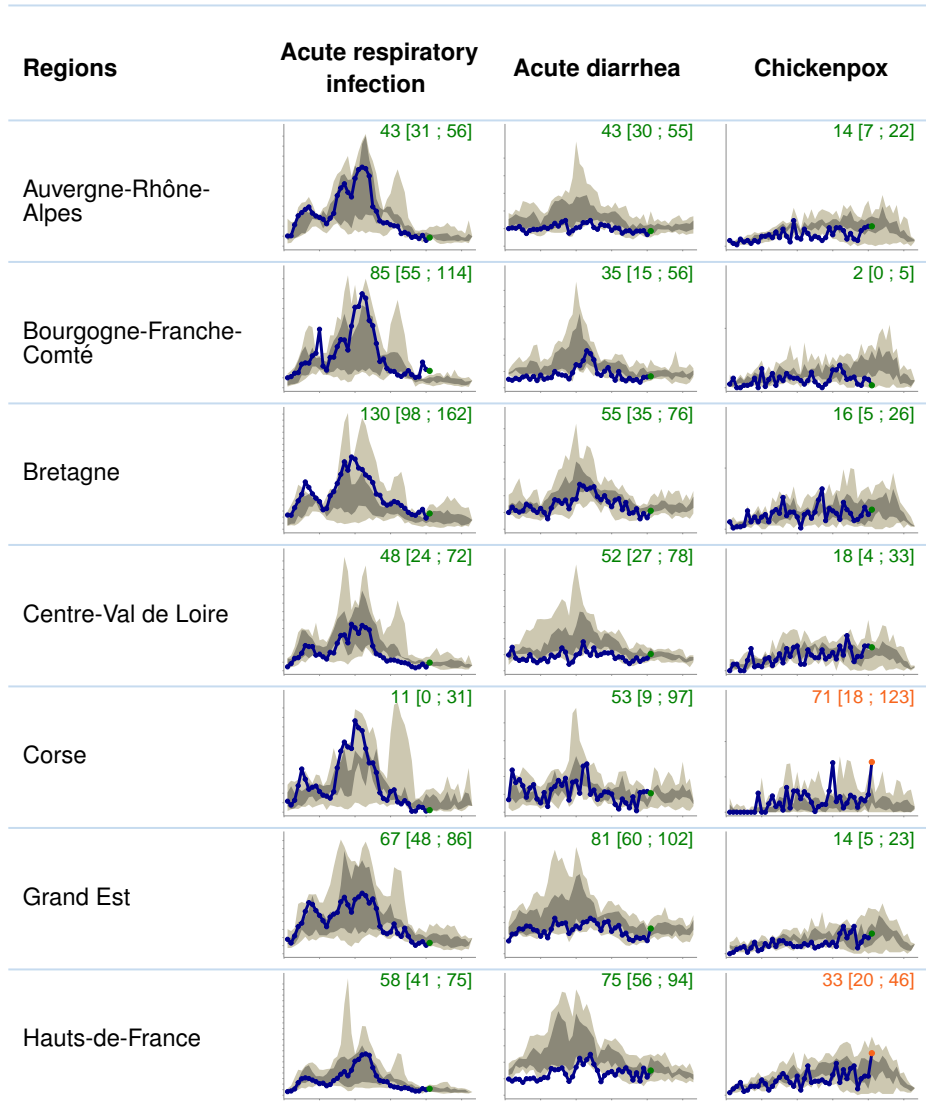 Regions
Acute respiratory
infection
Acute diarrhea
Chickenpox
Auvergne-Rhône-
Alpes
43 [31 ; 56]
43 [30 ; 55]
14 [7 ; 22]
Bourgogne-Franche-
Comté
85 [55 ; 114]
35 [15 ; 56]
2 [0 ; 5]
Bretagne
130 [98 ; 162]
55 [35 ; 76]
16 [5 ; 26]
Centre-Val de Loire
48 [24 ; 72]
52 [27 ; 78]
18 [4 ; 33]
Corse
11 [0 ; 31]
53 [9 ; 97]
71 [18 ; 123]
Grand Est
67 [48 ; 86]
81 [60 ; 102]
14 [5 ; 23]
Hauts-de-France
58 [41 ; 75]
75 [56 ; 94]
33 [20 ; 46]